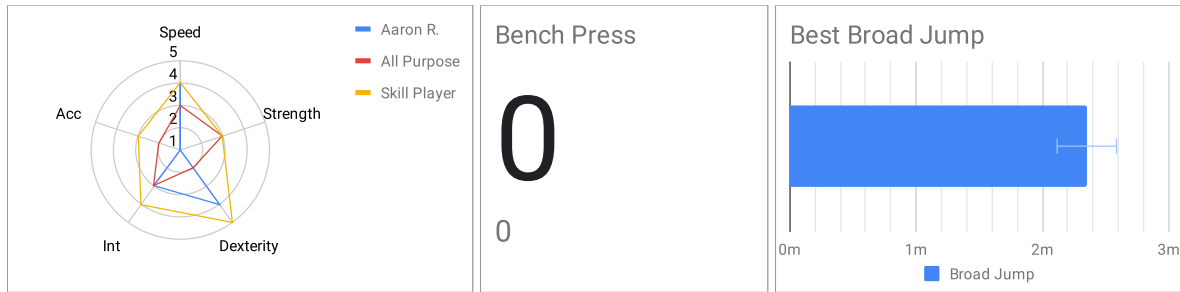 Speed
5
4
3
2
1
Acc
Strength
Int
Dexterity
Aaron R.
All Purpose
Skill Player
Bench Press
0
0
Best Broad Jump
0m 1m 2m 3m
Broad Jump